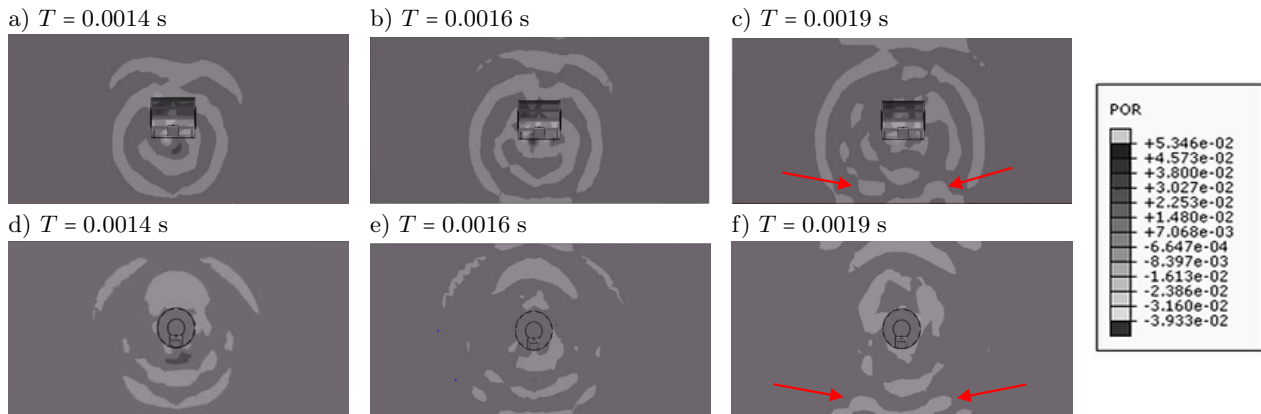 a) T = 0.0014 s
b) T = 0.0016 s
c) T = 0.0019 s
d) T = 0.0014 s
e) T = 0.0016 s
f) T = 0.0019 s
POR
+5.346e-02
+4.573e-02
+3.800e-02
+3.027e-02
+2.253e-02
+1.480e-02
+7.068e-03
-6.647e-04
-8.397e-03
-1.613e-02
-2.386e-02
-3.160e-02
-3.933e-02